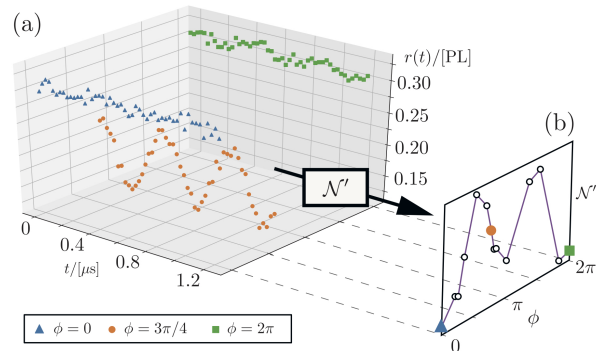 (a)
r(t)/[PL]
0.30
0.25
0.20
0.15
𝒩′
(b)
𝒩′
0
0.4
0.8
1.2
t/[μs]
0
π
2π
ϕ
ϕ = 0
ϕ = 3π/4
ϕ = 2π